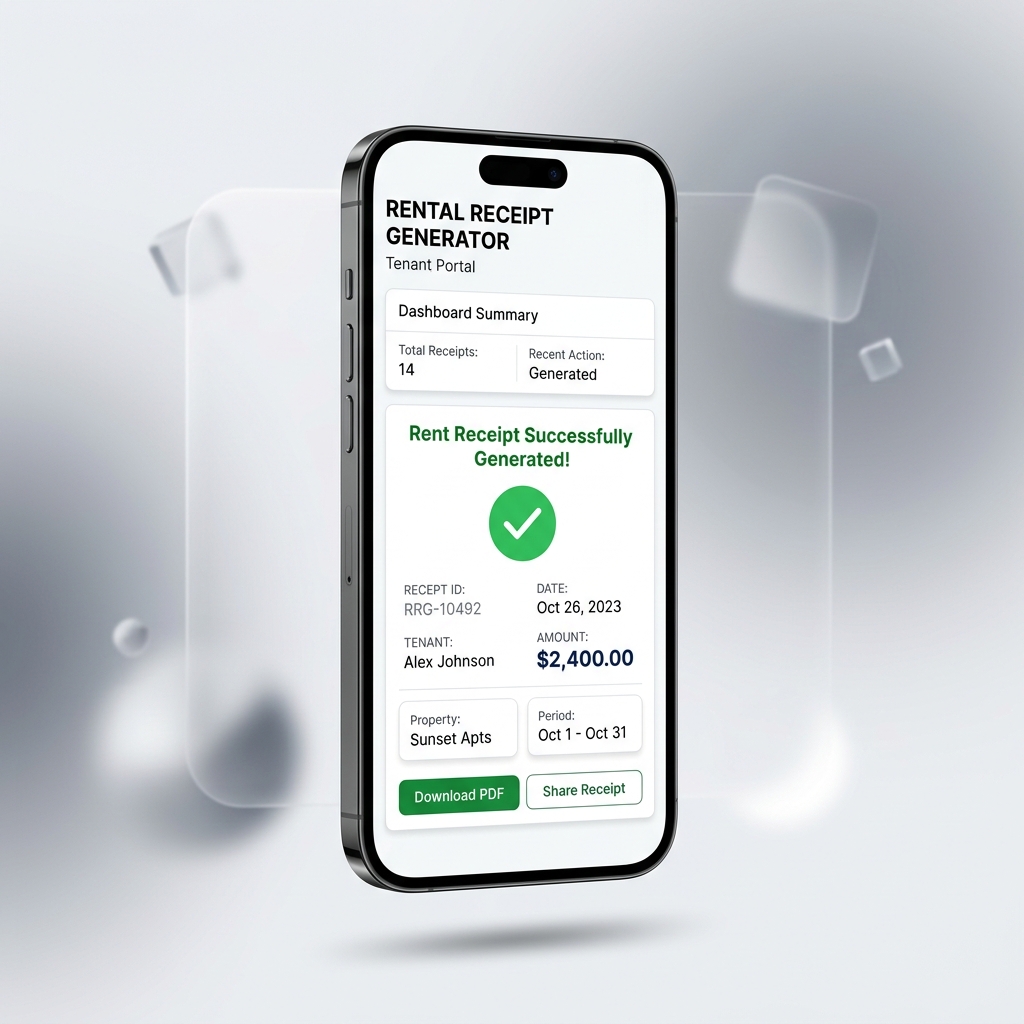 RENTAL RECEIPT
GENERATOR
Tenant Portal
Dashboard Summary
Total Receipts:
14
Recent Action:
Generated
Rent Receipt Successfully
Generated!
RECEPT ID:
RRG-10492
DATE:
Oct 26, 2023
TENANT:
Alex Johnson
AMOUNT:
$2,400.00
Property:
Sunset Apts
Period:
Oct 1 - Oct 31
Download PDF
Share Receipt